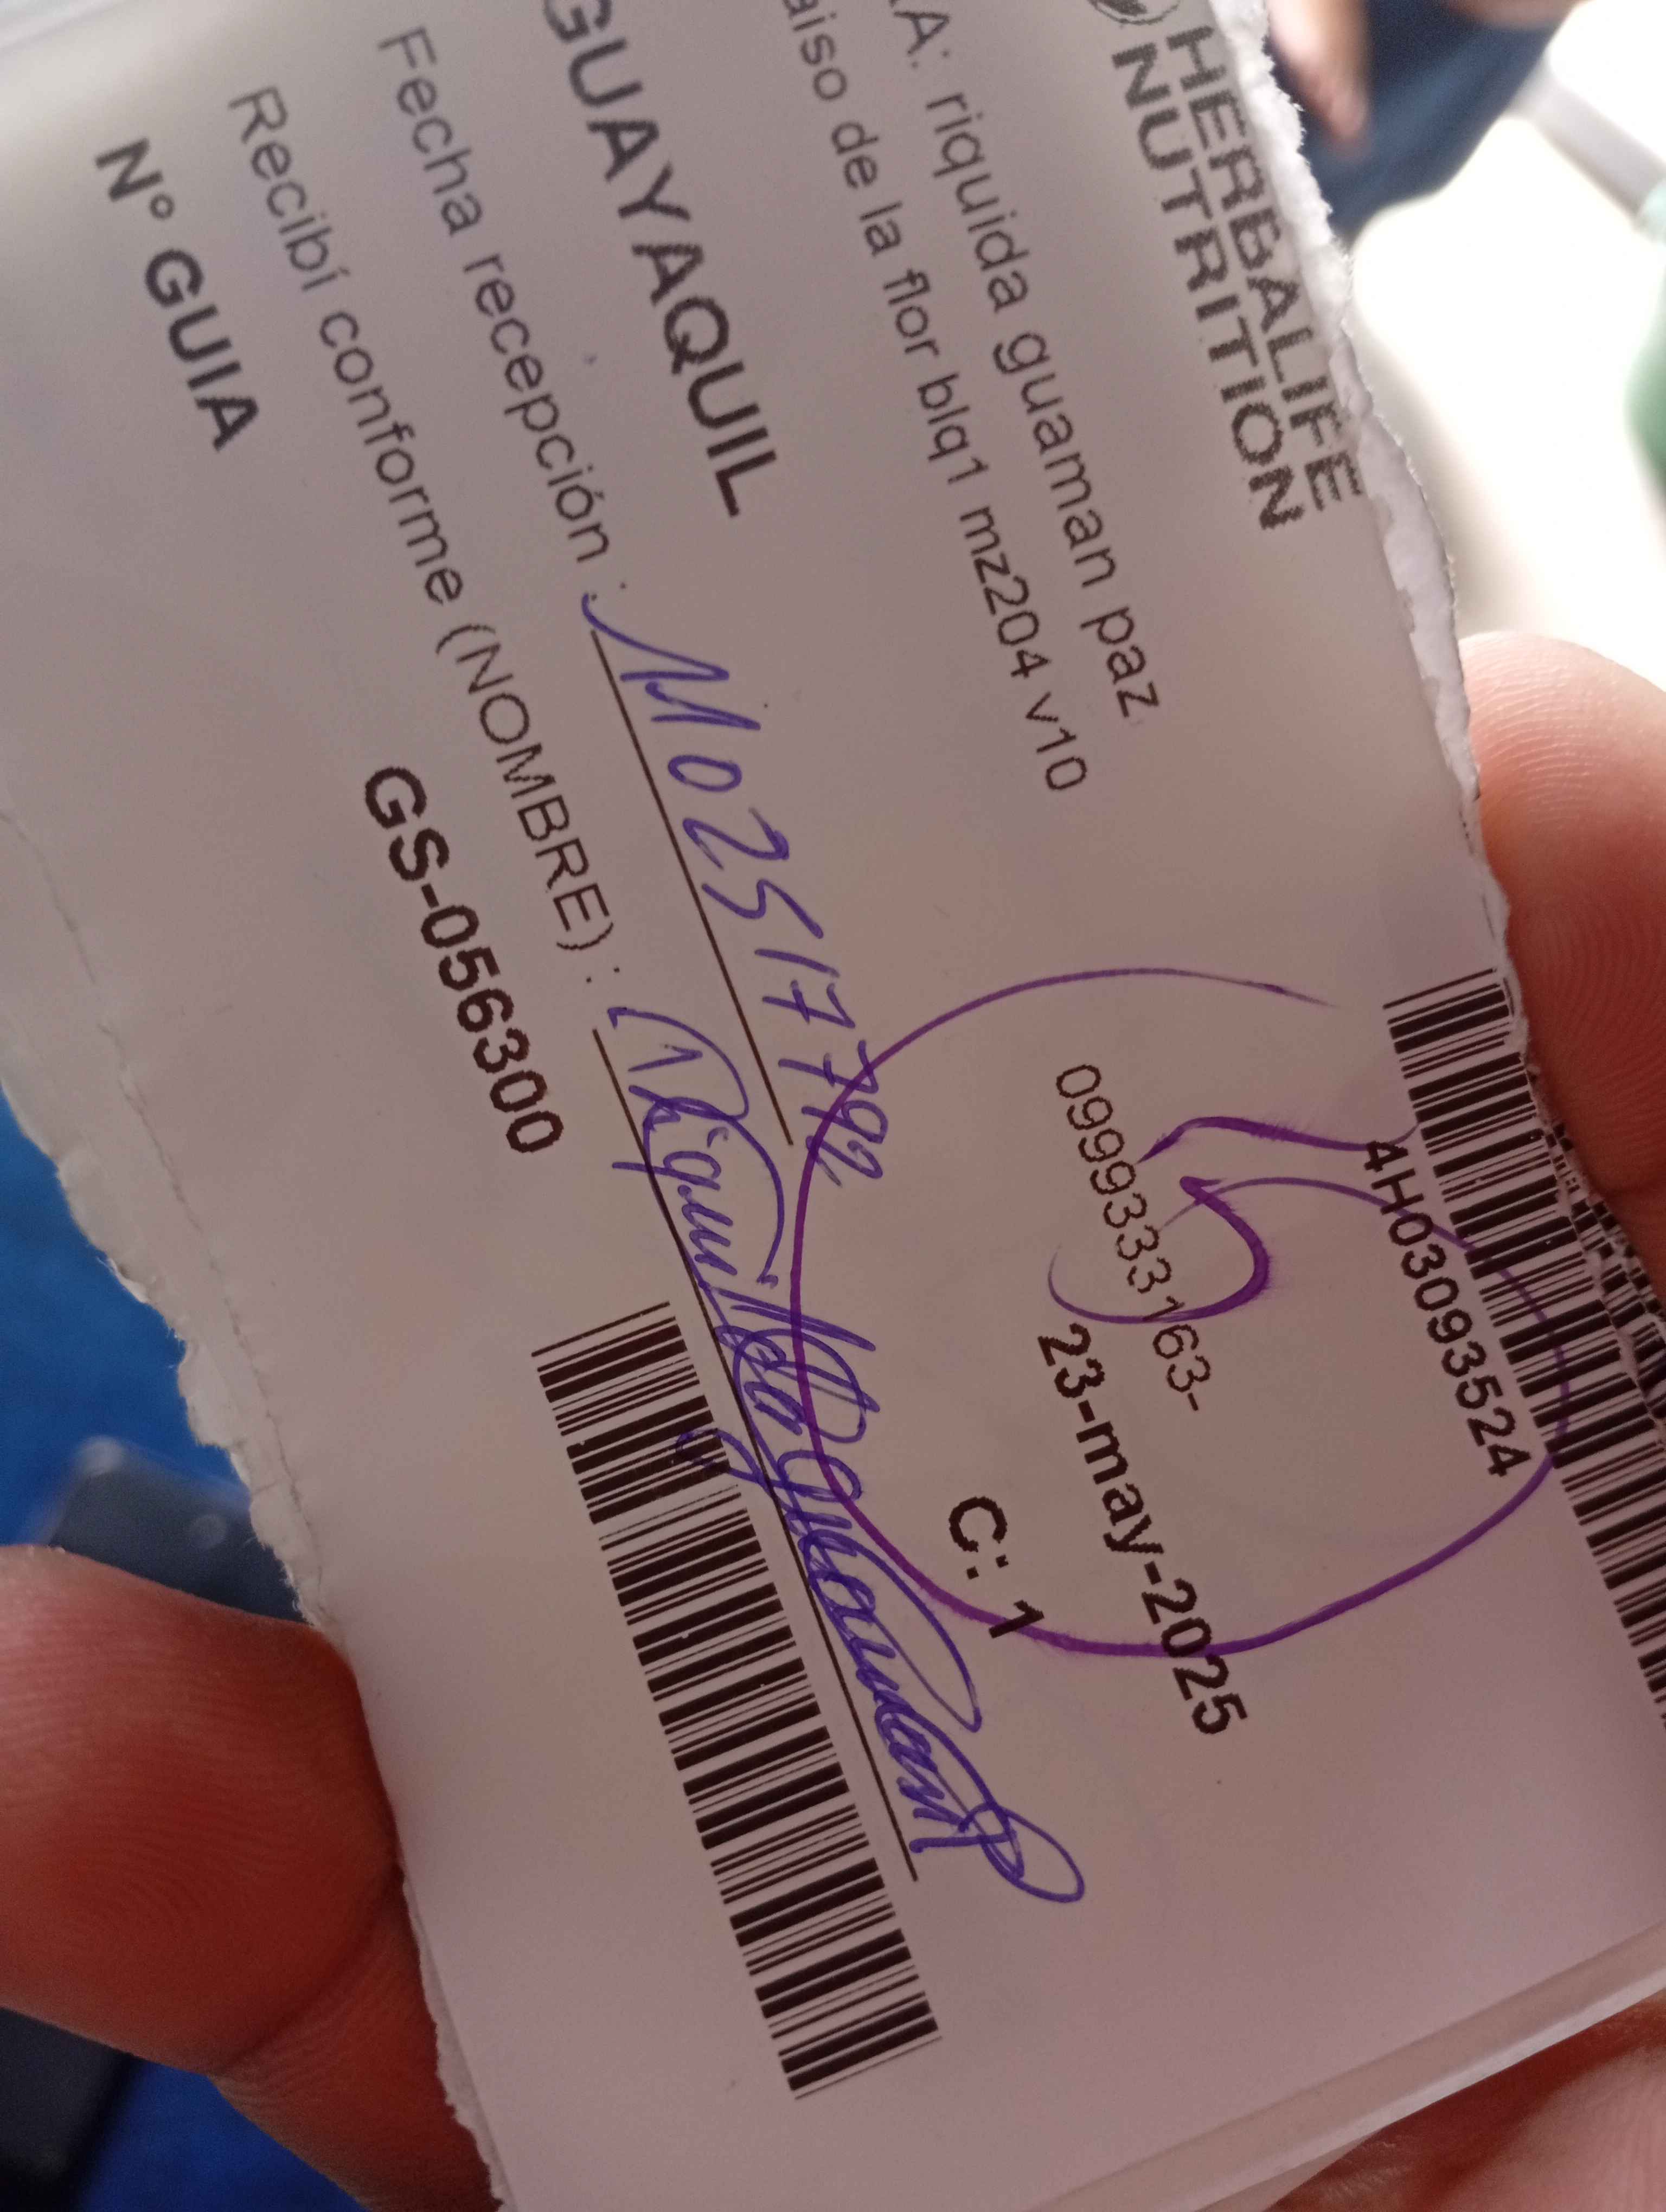 HERBALIFE
NUTRITION
4H03093524
A: riquida guaman paz
0999333163-
aiso de la flor blq1 mz204 v10
23-may-2025
GUAYAQUIL
C: 1
Fecha recepción :
Recibí conforme (NOMBRE) :
N° GUIA GS-056300